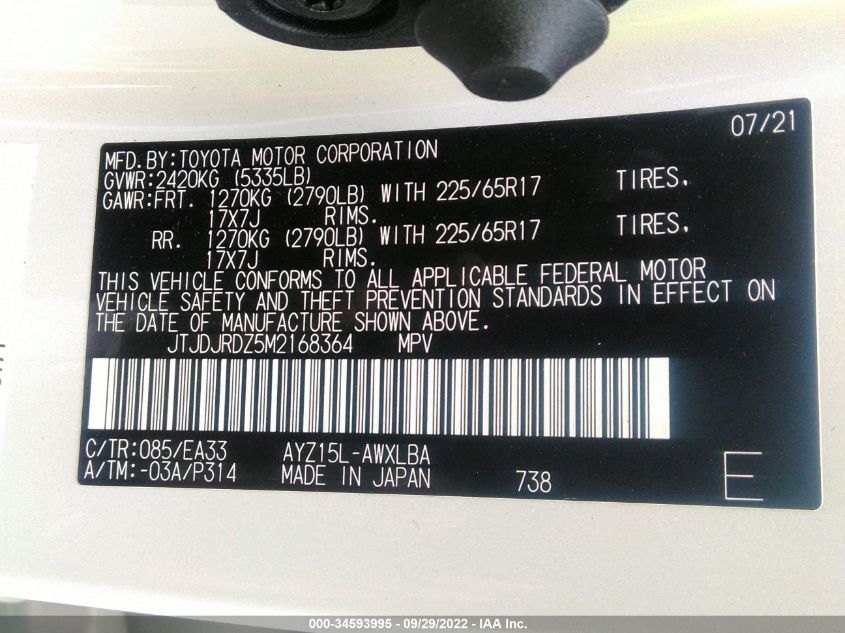 07/21
MFD.BY:TOYOTA MOTOR CORPORATION
GVWR:2420KG (5335LB)
GAWR:FRT. 1270KG (2790LB) WITH 225/65R17 TIRES.
17X7J RIMS.
RR. 1270KG (2790LB) WITH 225/65R17 TIRES.
17X7J RIMS.
THIS VEHICLE CONFORMS TO ALL APPLICABLE FEDERAL MOTOR
VEHICLE SAFETY AND THEFT PREVENTION STANDARDS IN EFFECT ON
THE DATE OF MANUFACTURE SHOWN ABOVE.
JTJDJRDZ5M2168364 MPV
C/TR:085/EA33 AYZ15L-AWXLBA
A/TM:-03A/P314 MADE IN JAPAN 738 E
000-34593995 - 09/29/2022 - IAA Inc.